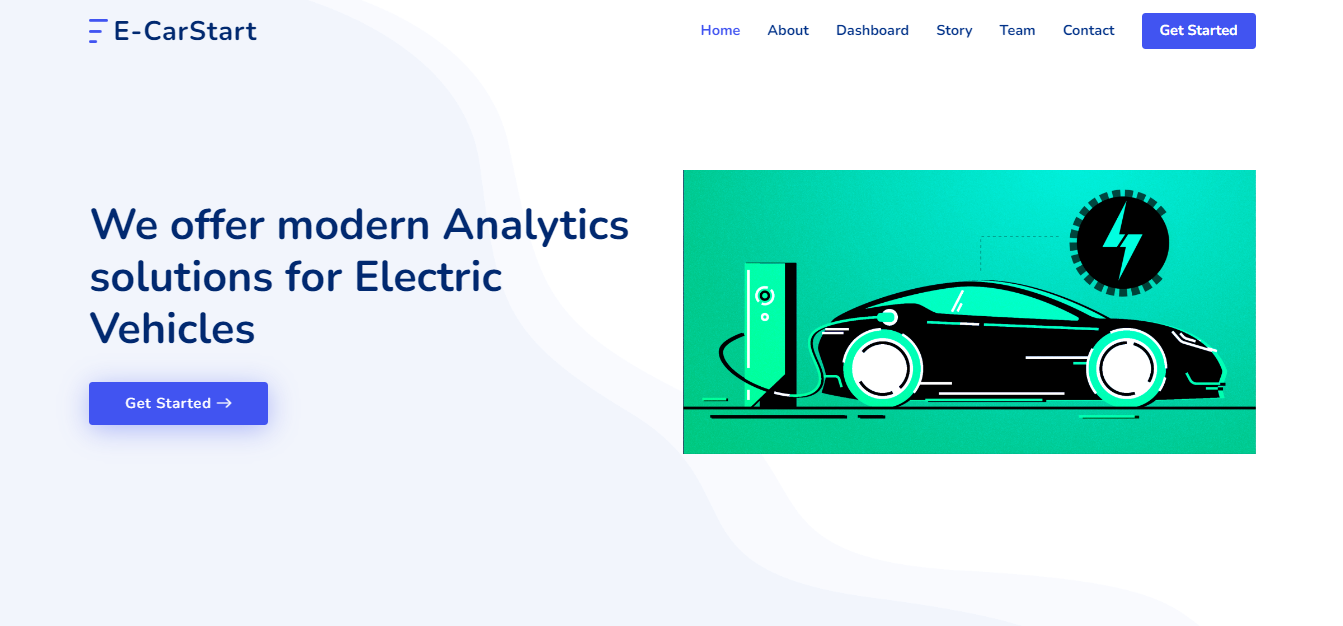 E-CarStart
Home About Dashboard Story Team Contact Get Started
We offer modern Analytics
solutions for Electric
Vehicles
Get Started →